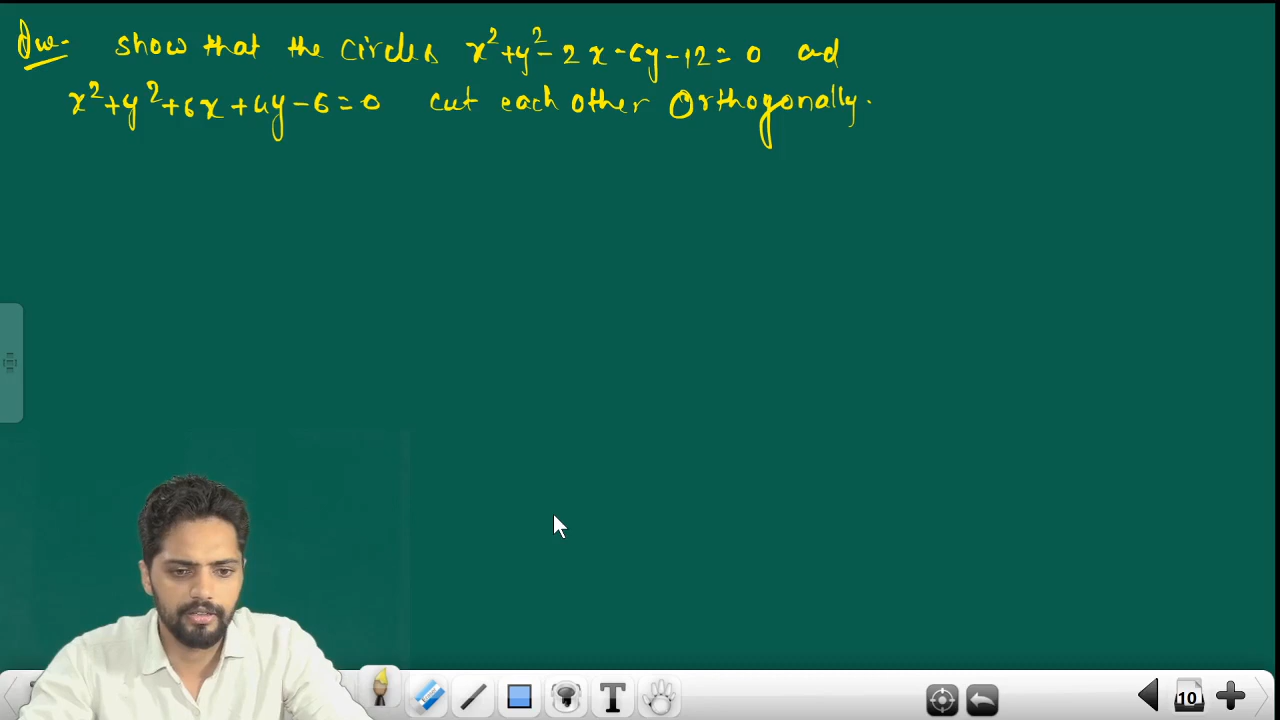 Que. show that the circles x²+y²-2x-6y-12=0 and
x²+y²+6x+4y-6=0 cut each other Orthogonally.
T
10